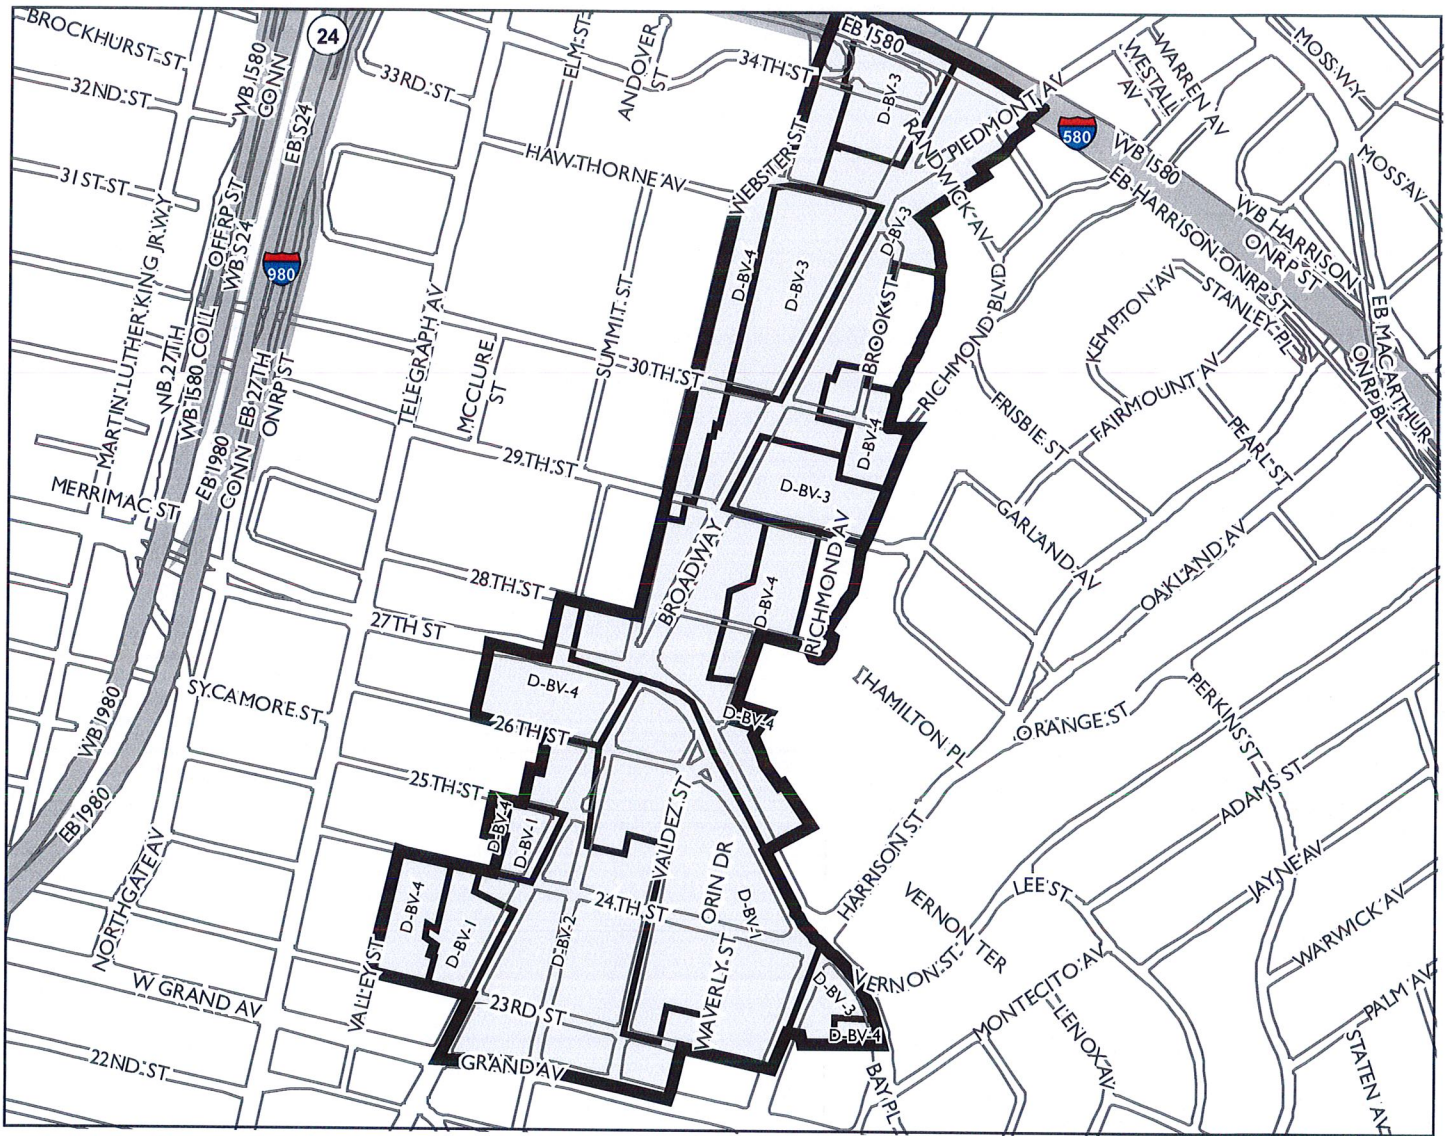 BROCKHURST ST
WB I580
CONN
24
ELM ST
ANDOVER
ST
34TH ST
EB I580
WARREN AV
WESTALL
AV
MOSS WY
32ND ST
33RD ST
EB S24
D-BV-3
RANDWICK AV
PIEDMONT AV
580
WB I580
MOSS AV
31ST ST
HAWTHORNE AV
WEBSTER ST
EB HARRISON ONRP ST
WB HARRISON
ONRP ST
MARTIN LUTHER KING JR WY
OFFRP ST
WB S24
980
D-BV-4
D-BV-3
D-BV-3
BROOK ST
RICHMOND BLVD
KEMPTON AV
STANLEY PL
EB MACARTHUR
ONRP BL
WB 27TH
WB I580 COLL
EB 27TH
ONRP ST
TELEGRAPH AV
MCCLURE
ST
SUMMIT ST
30TH ST
FAIRMOUNT AV
FRISBIE ST
PEARL ST
EB I980
CONN
29TH ST
D-BV-4
D-BV-3
MERRIMAC ST
BROADWAY
RICHMOND AV
GARLAND AV
OAKLAND AV
28TH ST
D-BV-4
27TH ST
SYCAMORE ST
D-BV-4
HAMILTON PL
PERKINS ST
WB I980
26TH ST
D-BV-4
ORANGE ST
25TH ST
EB I980
D-BV-4
D-BV-1
VALDEZ ST
ADAMS ST
NORTHGATE AV
HARRISON ST
ORIN DR
D-BV-1
JAYNE AV
LEE ST
D-BV-4
D-BV-1
D-BV-2
24TH ST
VERNON TER
WARWICK AV
VALLEY ST
WAVERLY ST
VERNON ST
MONTECITO AV
W GRAND AV
23RD ST
D-BV-3
D-BV-4
LENOX AV
PALM AV
22ND ST
GRAND AV
BAY PL
STATEN AV